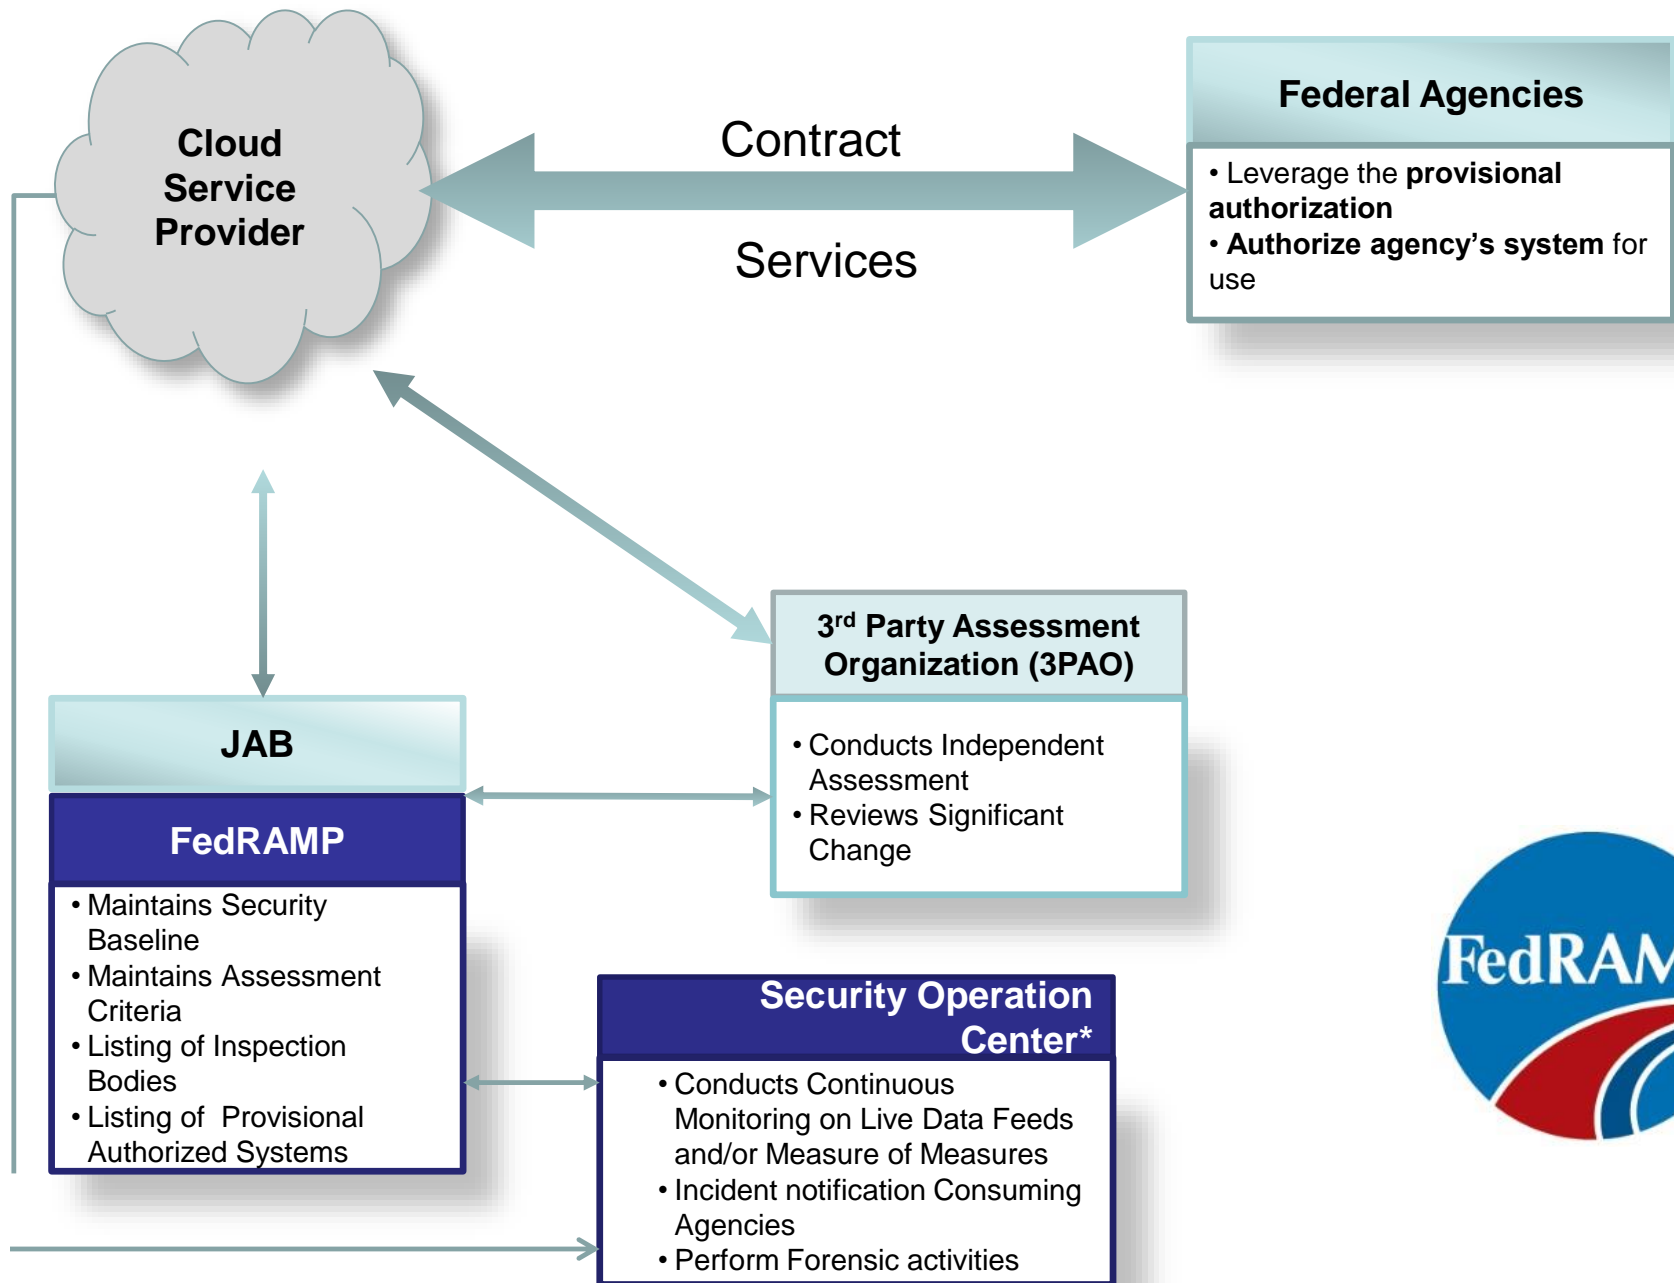 Cloud
Service
Provider
Contract
Services
Federal Agencies
• Leverage the provisional
authorization
• Authorize agency’s system for
use
3rd Party Assessment
Organization (3PAO)
• Conducts Independent
Assessment
• Reviews Significant
Change
JAB
FedRAMP
• Maintains Security
Baseline
• Maintains Assessment
Criteria
• Listing of Inspection
Bodies
• Listing of Provisional
Authorized Systems
Security Operation
Center*
• Conducts Continuous
Monitoring on Live Data Feeds
and/or Measure of Measures
• Incident notification Consuming
Agencies
• Perform Forensic activities
FedRAM